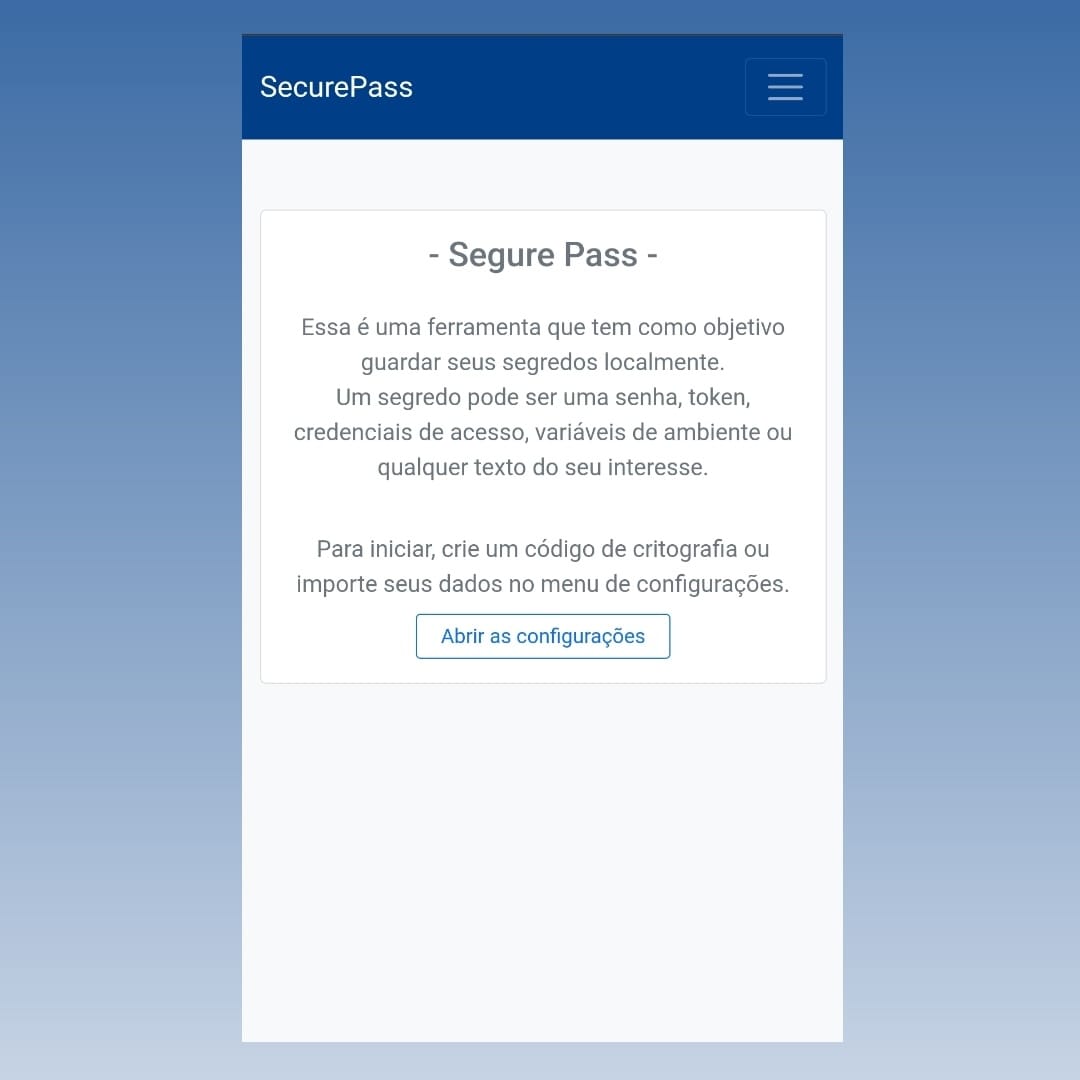 SecurePass
- Segure Pass -
Essa é uma ferramenta que tem como objetivo
guardar seus segredos localmente.
Um segredo pode ser uma senha, token,
credenciais de acesso, variáveis de ambiente ou
qualquer texto do seu interesse.
Para iniciar, crie um código de critografia ou
importe seus dados no menu de configurações.
Abrir as configurações